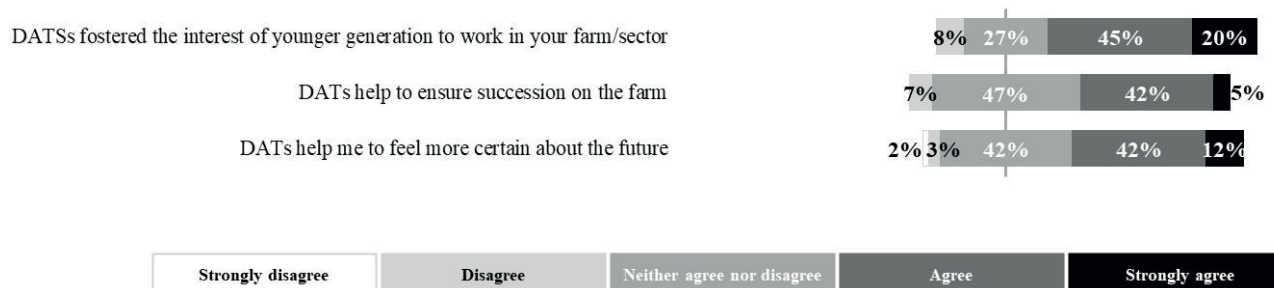 DATSs fostered the interest of younger generation to work in your farm/sector 8% 27% 45% 20%
DATs help to ensure succession on the farm 7% 47% 42% 5%
DATs help me to feel more certain about the future 2% 3% 42% 42% 12%
Strongly disagree Disagree Neither agree nor disagree Agree Strongly agree